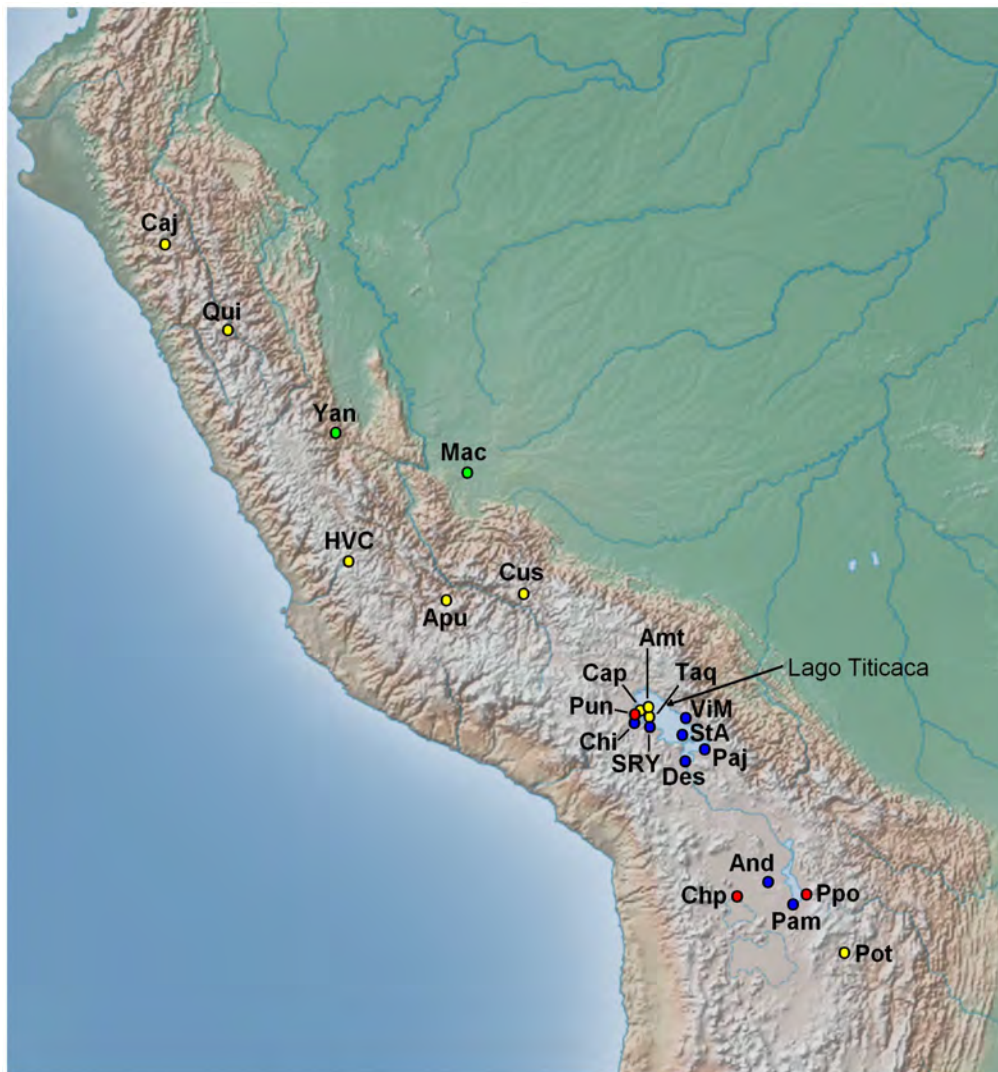 Caj
Qui
Yan
Mac
HVC
Cus
Apu
Amt
Cap
Taq
Lago Titicaca
Pun
ViM
Chi
StA
SRY
Paj
Des
And
Chp
Ppo
Pam
Pot